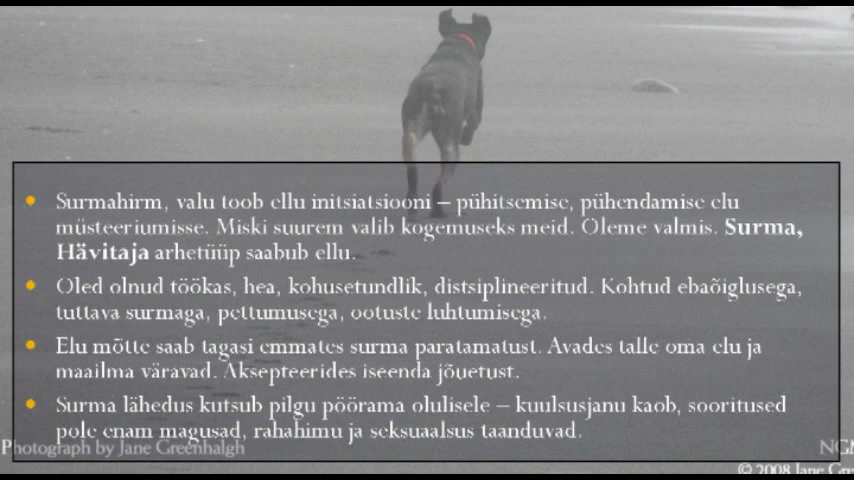 Surmahirm, valu toob ellu initsiatsiooni – pühitsemise, pühendamise elu
müsteeriumisse. Miski suurem valib kogemuseks meid. Oleme valmis. Surma,
Hävitaja arhetüüp saabub ellu.
Oled olnud töökas, hea, kohusetundlik, distsiplineeritud. Kohtud ebaõiglusega,
tuttava surmaga, pettumusega, ootuste luhtumisega.
Elu mõtte saab tagasi emmates surma paratamatust. Avades talle oma elu ja
maailma väravad. Aksepteerides iseenda jõuetust.
Surma lähedus kutsub pilgu pöörama olulisele – kuulsusjanu kaob, sooritused
pole enam magusad, rahahimu ja seksuaalsus taanduvad.
Photograph by Jane Greenhalgh
© 2008 Jane